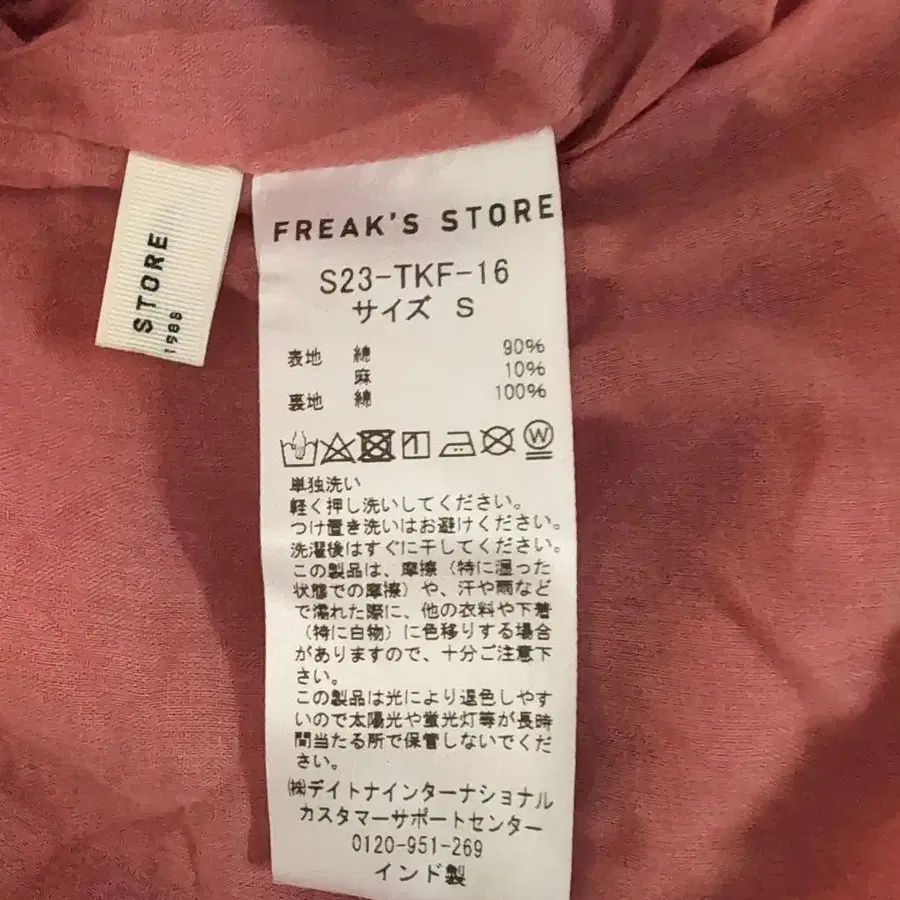 STORE
1988
FREAK'S STORE
S23-TKF-16
サイズ S
表地 綿 90%
麻 10%
裏地 綿 100%
W
単独洗い
軽く押し洗いしてください。
つけ置き洗いはお避けください。
洗濯後はすぐに干してください。
この製品は、摩擦（特に湿った
状態での摩擦）や、汗や雨など
で濡れた際に、他の衣料や下着
（特に白物）に色移りする場合
がありますので、十分ご注意下
さい。
この製品は光により退色しやす
いので太陽光や蛍光灯等が長時
間当たる所で保管しないでくだ
さい。
㈱デイトナインターナショナル
カスタマーサポートセンター
0120-951-269
インド製